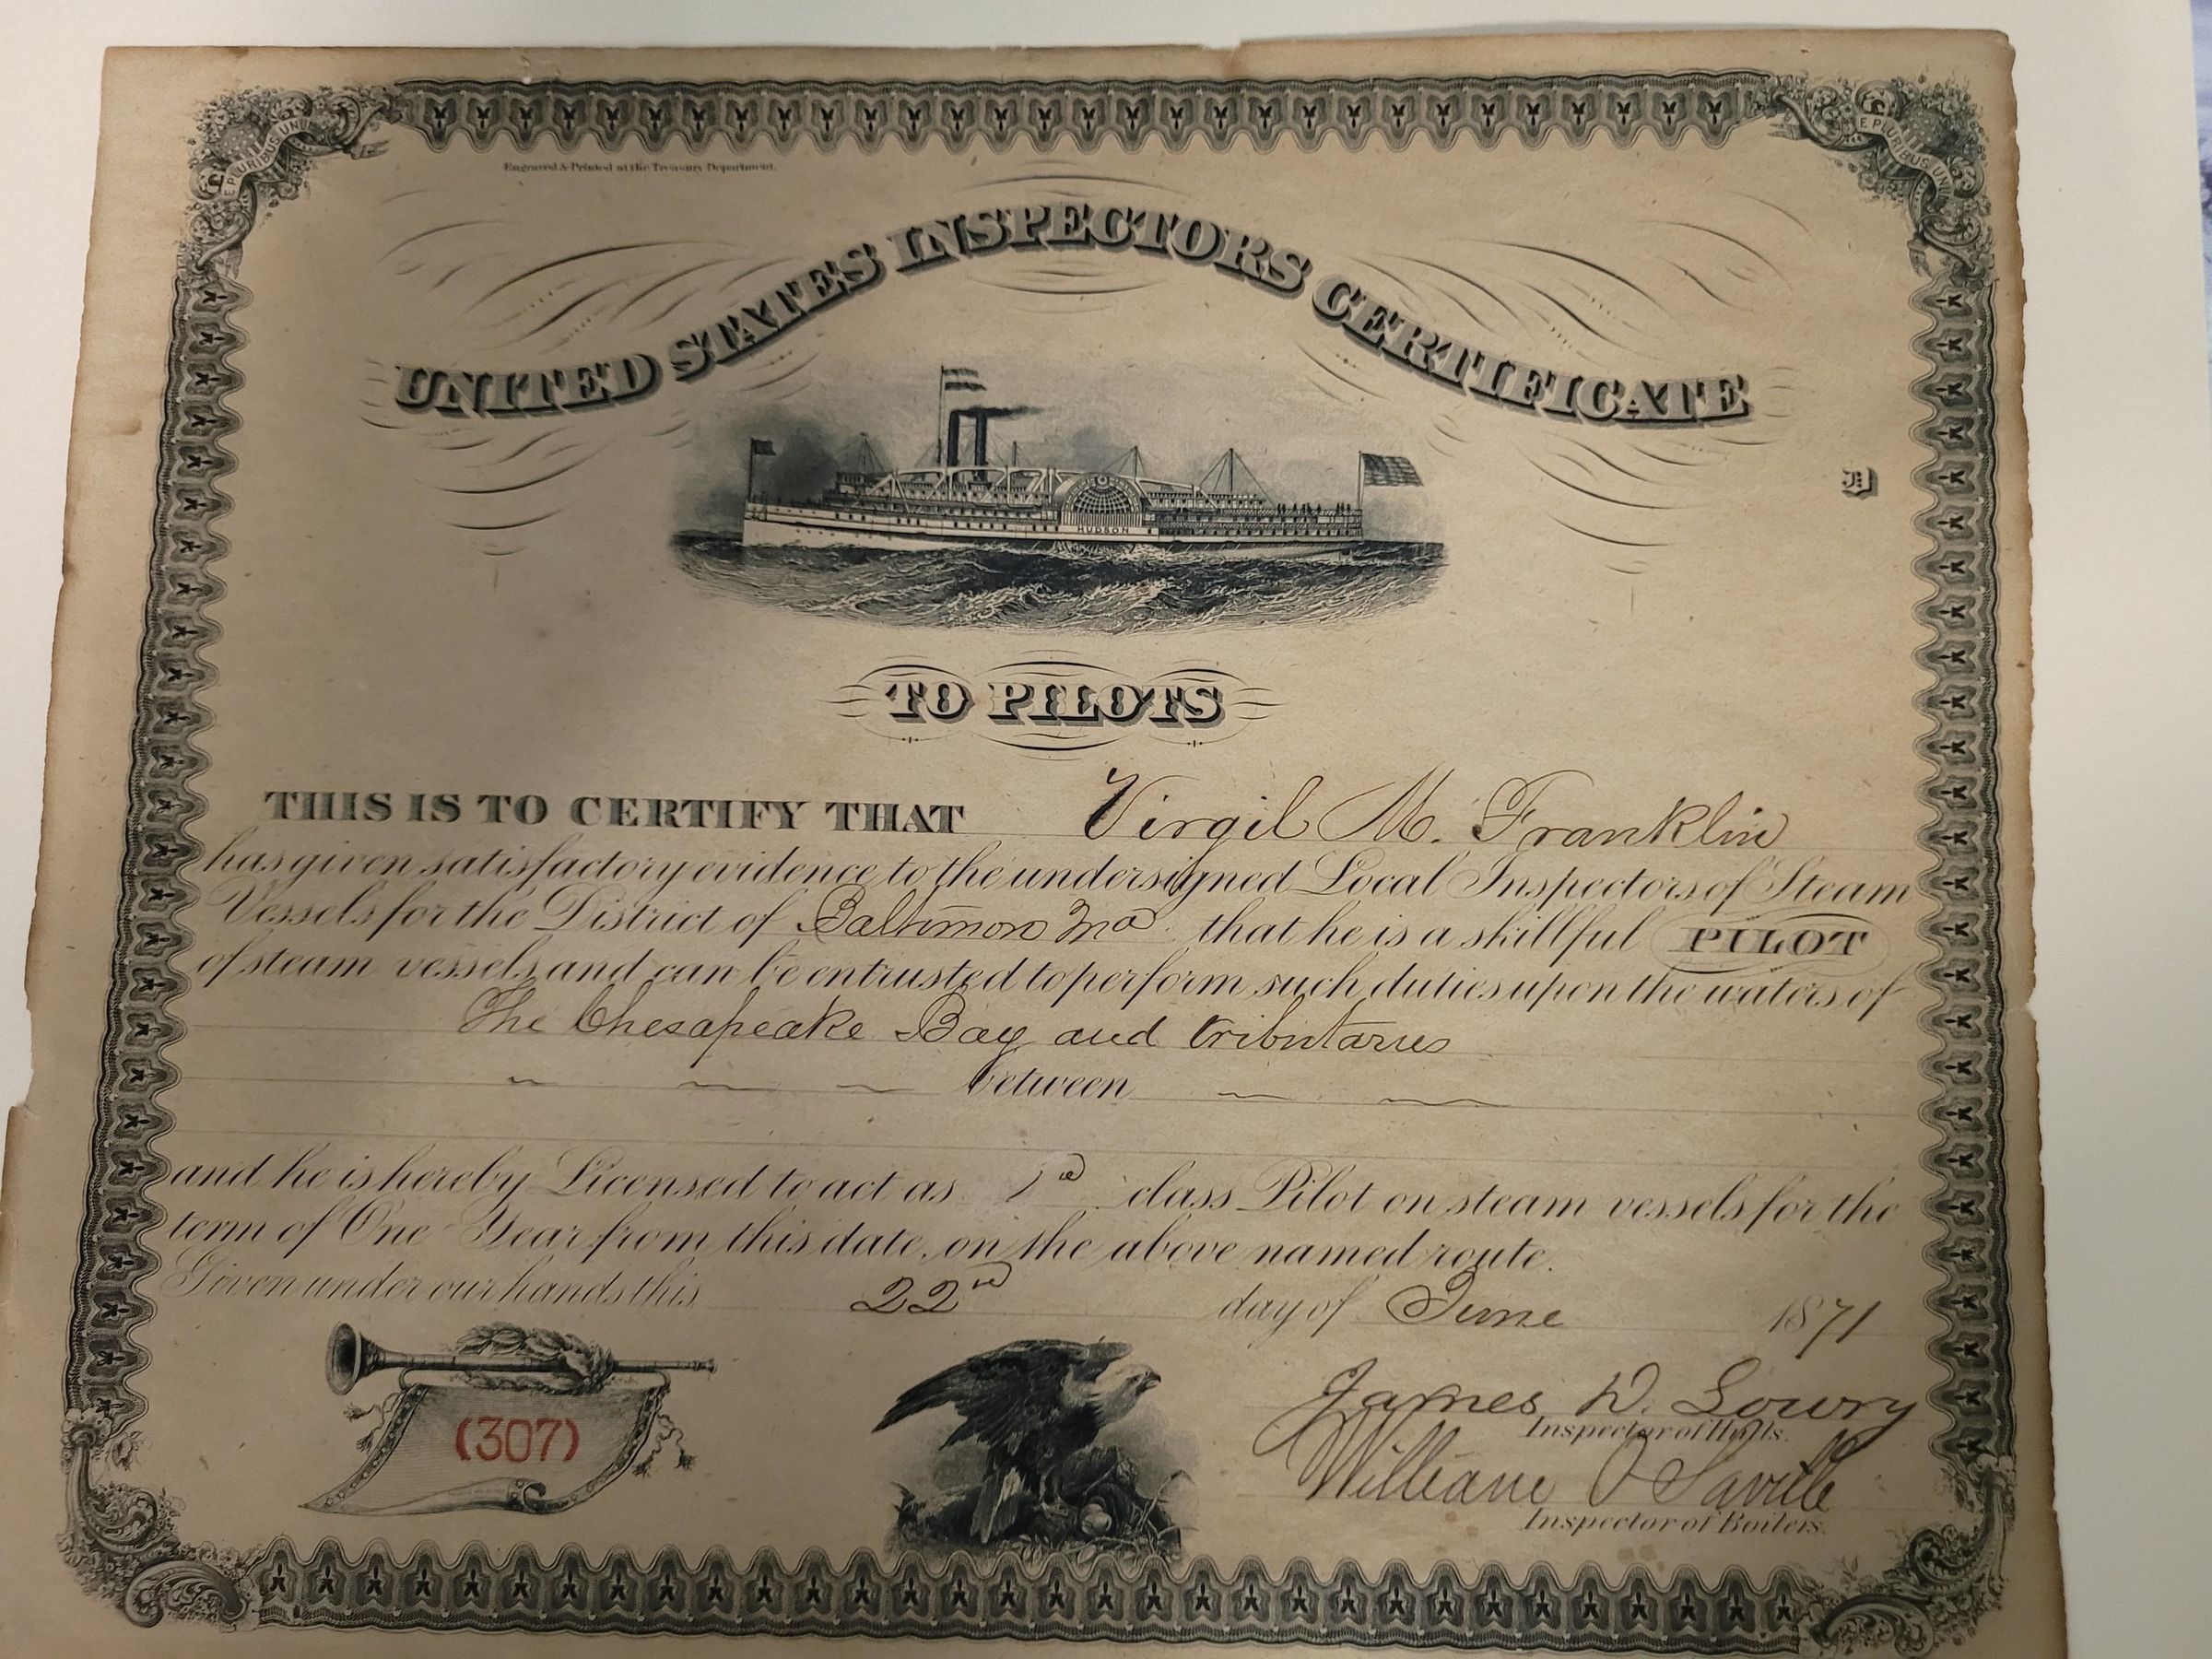 E PLURIBUS UNUM
E PLURIBUS UNUM
Engraved & Printed at the Treasury Department.
UNITED STATES INSPECTORS CERTIFICATE
D
HUDSON
TO PILOTS
THIS IS TO CERTIFY THAT Virgil M. Franklin
has given satisfactory evidence to the undersigned Local Inspectors of Steam
Vessels for the District of Baltimore Md. that he is a skillful PILOT
of steam vessels and can be entrusted to perform such duties upon the waters of
The Chesapeake Bay and tributaries
between
and he is hereby Licensed to act as class Pilot on steam vessels for the
term of One Year from this date, on the above named route.
Given under our hands this 22nd day of June 1871
James D. Lowry
Inspector of Hulls.
(307)
William O Saville
Inspector of Boilers.